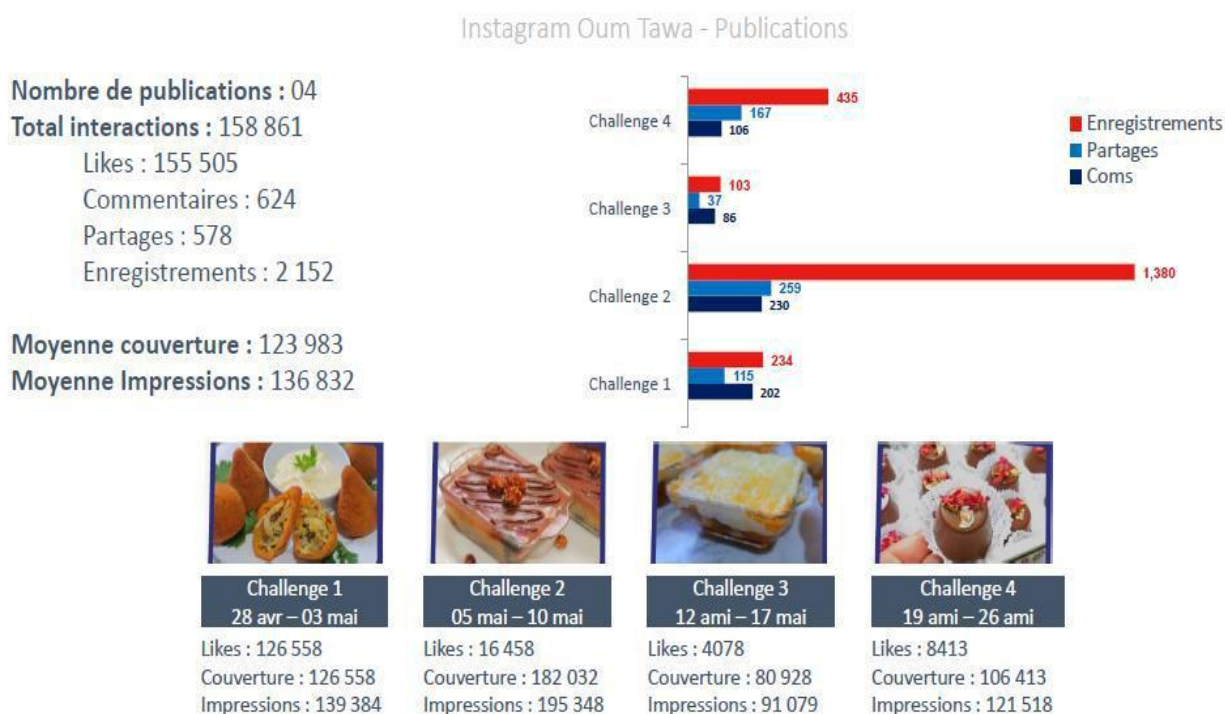 Instagram Oum Tawa - Publications
Nombre de publications : 04
Total interactions : 158 861
Likes : 155 505
Commentaires : 624
Partages : 578
Enregistrements : 2 152
Moyenne couverture : 123 983
Moyenne Impressions : 136 832
Challenge 4
435
167
106
Challenge 3
103
37
86
Challenge 2
1,380
259
230
Challenge 1
234
115
202
Enregistrements
Partages
Coms
Challenge 1
28 avr – 03 mai
Likes : 126 558
Couverture : 126 558
Impressions : 139 384
Challenge 2
05 mai – 10 mai
Likes : 16 458
Couverture : 182 032
Impressions : 195 348
Challenge 3
12 ami – 17 mai
Likes : 4078
Couverture : 80 928
Impressions : 91 079
Challenge 4
19 ami – 26 ami
Likes : 8413
Couverture : 106 413
Impressions : 121 518